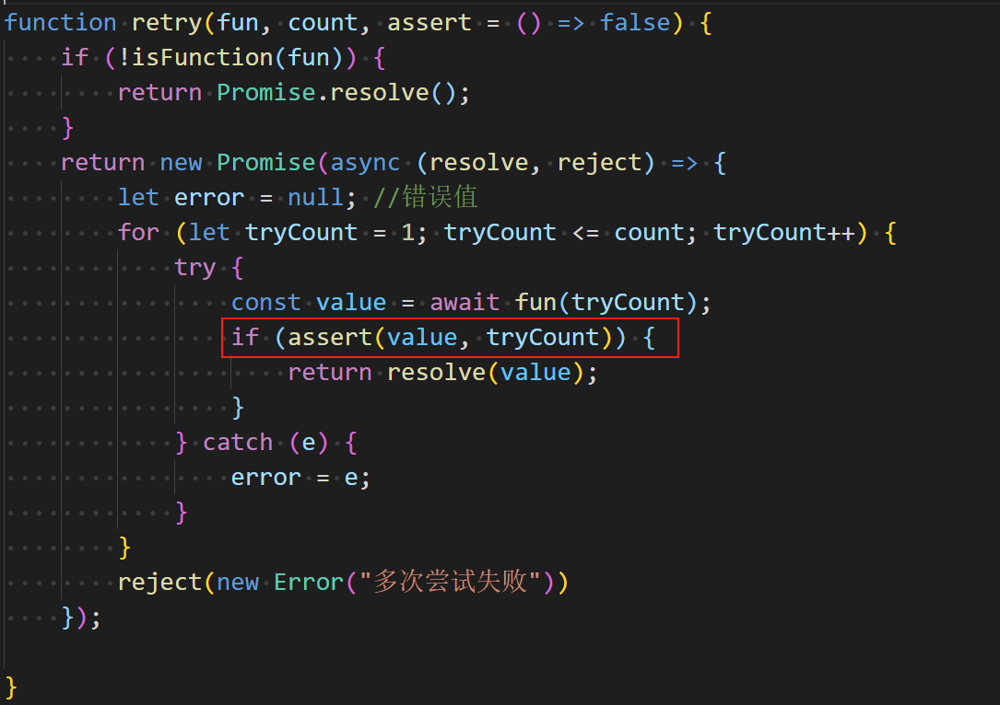 function retry(fun, count, assert = () => false) {
    if (!isFunction(fun)) {
        return Promise.resolve();
    }
    return new Promise(async (resolve, reject) => {
        let error = null; //错误值
        for (let tryCount = 1; tryCount <= count; tryCount++) {
            try {
                const value = await fun(tryCount);
                if (assert(value, tryCount)) {
                    return resolve(value);
                }
            } catch (e) {
                error = e;
            }
        }
        reject(new Error("多次尝试失败"))
    });
}